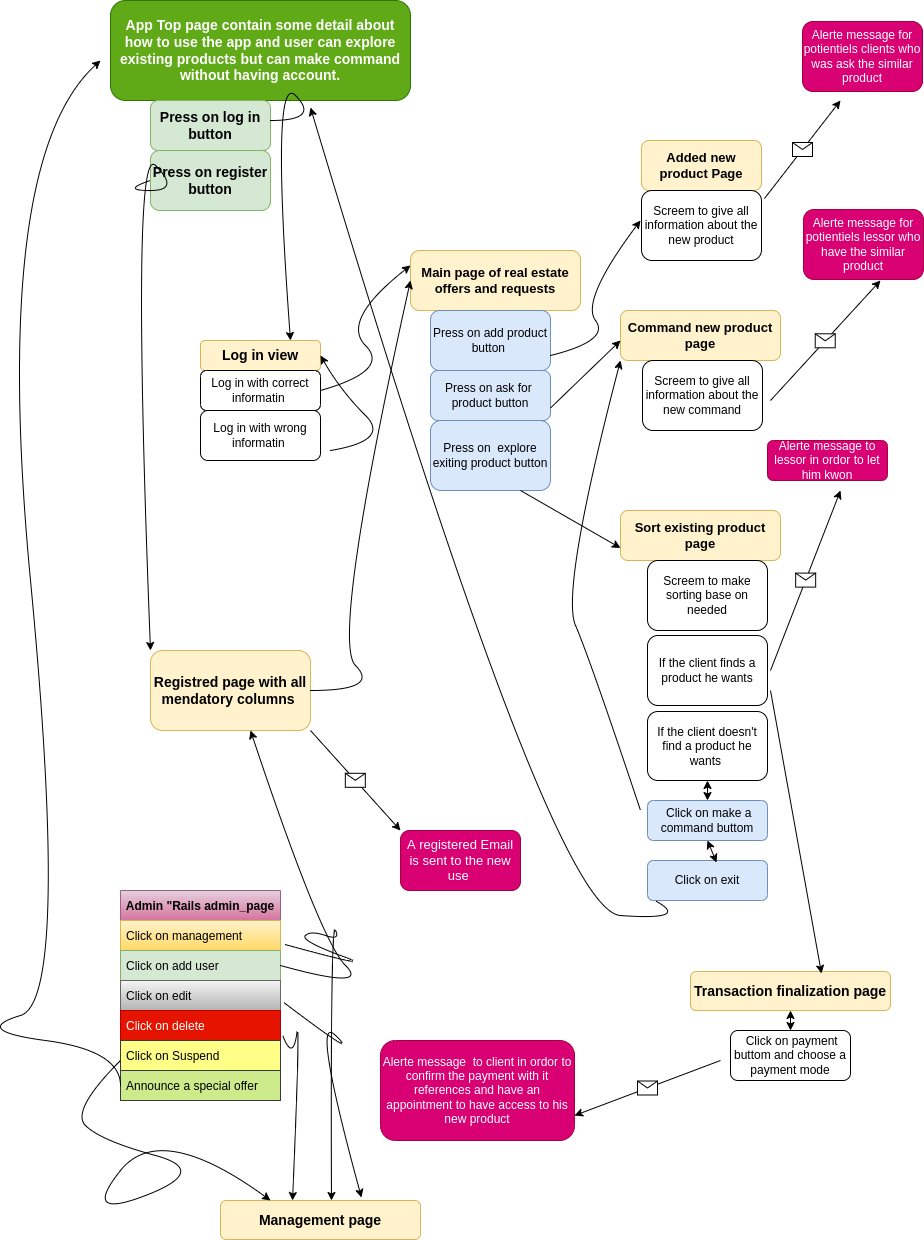 App Top page contain some detail about
how to use the app and user can explore
existing products but can make command
without having account.
Press on log in
button
Press on register
button
Alerte message for
potientiels clients who
was ask the similar
product
Added new
product Page
Screem to give all
information about the
new product
Alerte message for
potientiels lessor who
have the similar
product
Main page of real estate
offers and requests
Press on add product
button
Press on ask for
product button
Press on  explore
exiting product button
Command new product
page
Screem to give all
information about the
new command
Log in view
Log in with correct
informatin
Log in with wrong
informatin
Alerte message to
lessor in ordor to let
him kwon
Sort existing product
page
Screem to make
sorting base on
needed
If the client finds a
product he wants
If the client doesn't
find a product he
wants
Click on make a
command buttom
Click on exit
Registred page with all
mendatory columns
A registered Email
is sent to the new
use
Admin "Rails admin_page
Click on management
Click on add user
Click on edit
Click on delete
Click on Suspend
Announce a special offer
Transaction finalization page
Click on payment
buttom and choose a
payment mode
Alerte message  to client in ordor to
confirm the payment with it
references and have an
appointment to have access to his
new product
Management page